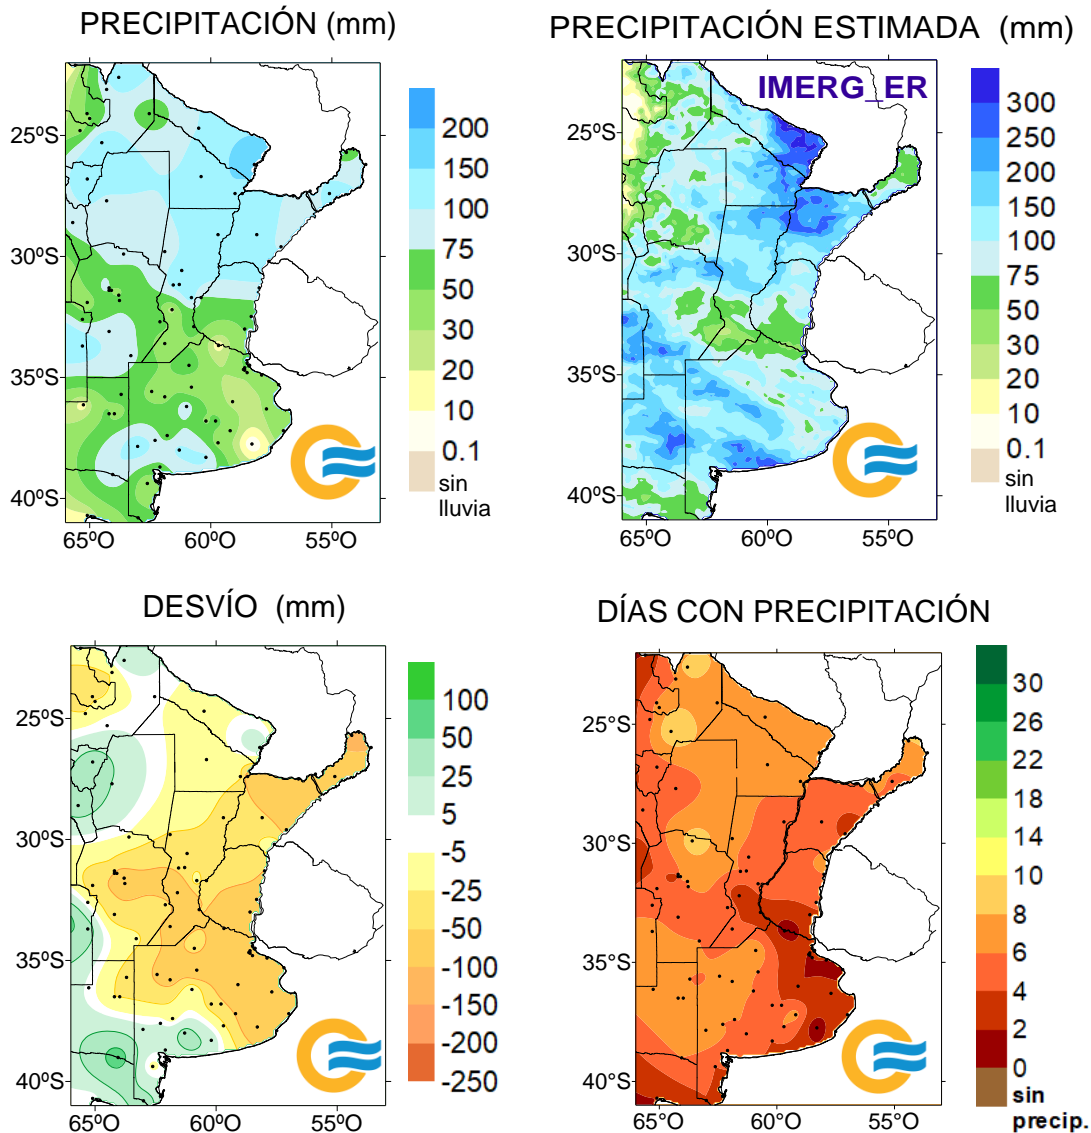 PRECIPITACIÓN (mm)
200
150
100
75
50
30
20
10
0.1
sin
lluvia
25ºS
30ºS
35ºS
40ºS
65ºO
60ºO
55ºO
PRECIPITACIÓN ESTIMADA (mm)
IMERG_ER
300
250
200
150
100
75
50
30
20
10
0.1
sin
lluvia
25ºS
30ºS
35ºS
40ºS
65ºO
60ºO
55ºO
DESVÍO (mm)
100
50
25
5
-5
-25
-50
-100
-150
-200
-250
25ºS
30ºS
35ºS
40ºS
65ºO
60ºO
55ºO
DÍAS CON PRECIPITACIÓN
30
26
22
18
14
10
8
6
4
2
0
sin
precip.
25ºS
30ºS
35ºS
40ºS
65ºO
60ºO
55ºO